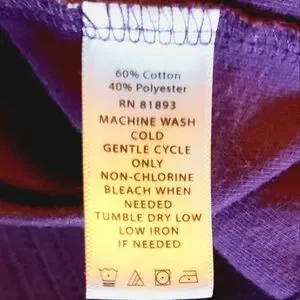 60% Cotton
40% Polyester
RN 81893
MACHINE WASH
COLD
GENTLE CYCLE
ONLY
NON-CHLORINE
BLEACH WHEN
NEEDED
TUMBLE DRY LOW
LOW IRON
IF NEEDED